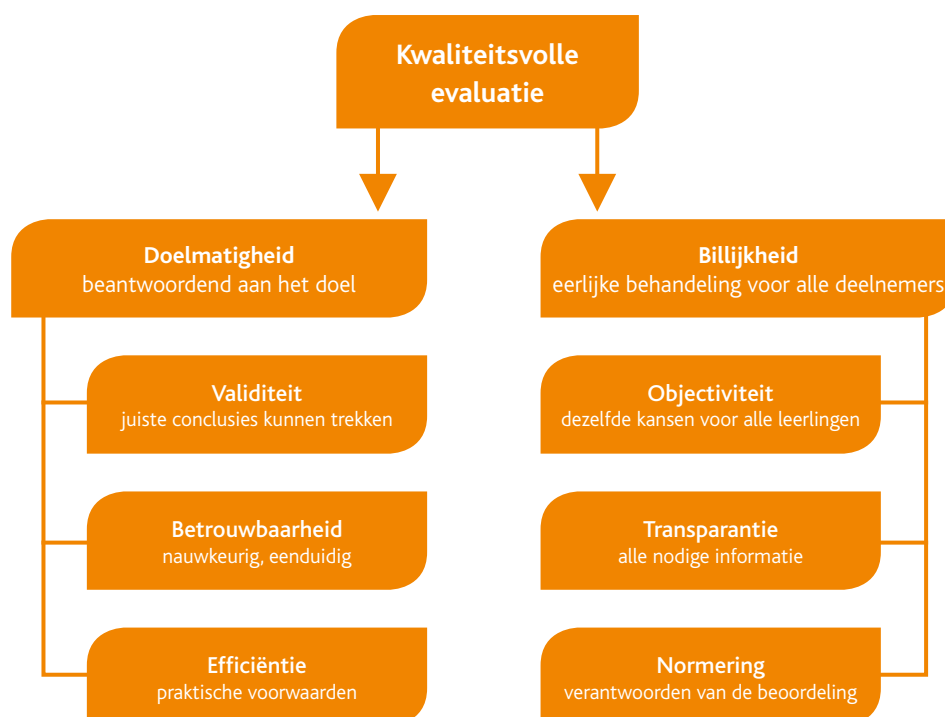 Kwaliteitsvolle
evaluatie
Doelmatigheid
beantwoordend aan het doel
Validiteit
juiste conclusies kunnen trekken
Betrouwbaarheid
nauwkeurig, eenduidig
Efficiëntie
praktische voorwaarden
Billijkheid
eerlijke behandeling voor alle deelnemers
Objectiviteit
dezelfde kansen voor alle leerlingen
Transparantie
alle nodige informatie
Normering
verantwoorden van de beoordeling